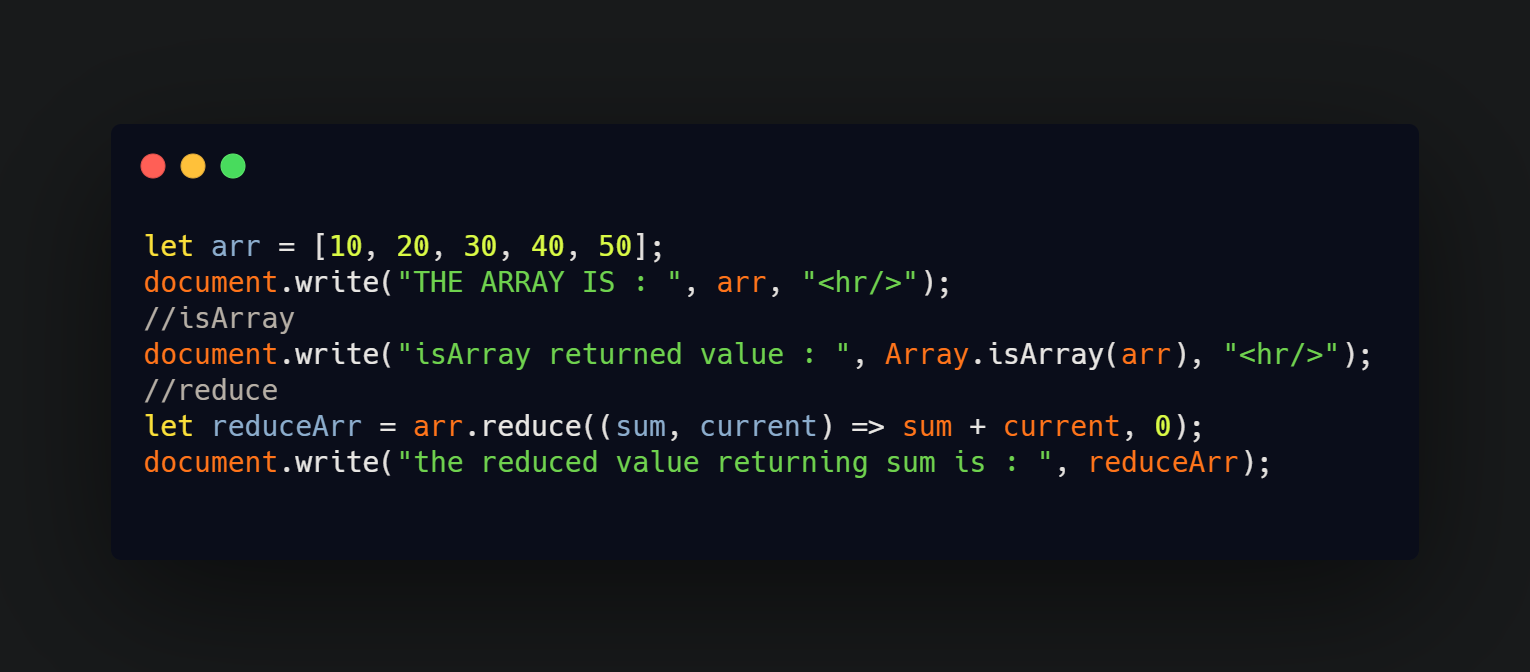 let arr = [10, 20, 30, 40, 50];
document.write("THE ARRAY IS : ", arr, "<hr/>");
//isArray
document.write("isArray returned value : ", Array.isArray(arr), "<hr/>");
//reduce
let reduceArr = arr.reduce((sum, current) => sum + current, 0);
document.write("the reduced value returning sum is : ", reduceArr);